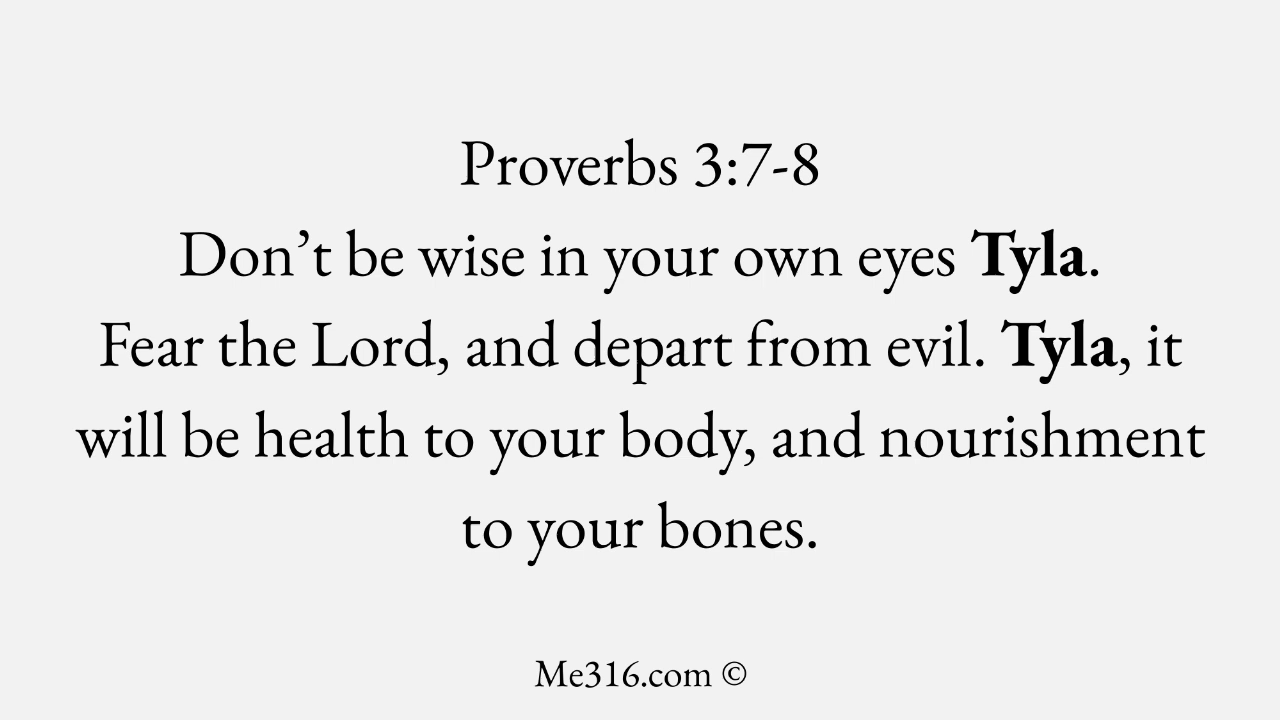 Proverbs 3:7-8
Don’t be wise in your own eyes Tyla.
Fear the Lord, and depart from evil. Tyla, it
will be health to your body, and nourishment
to your bones.
Me316.com ©